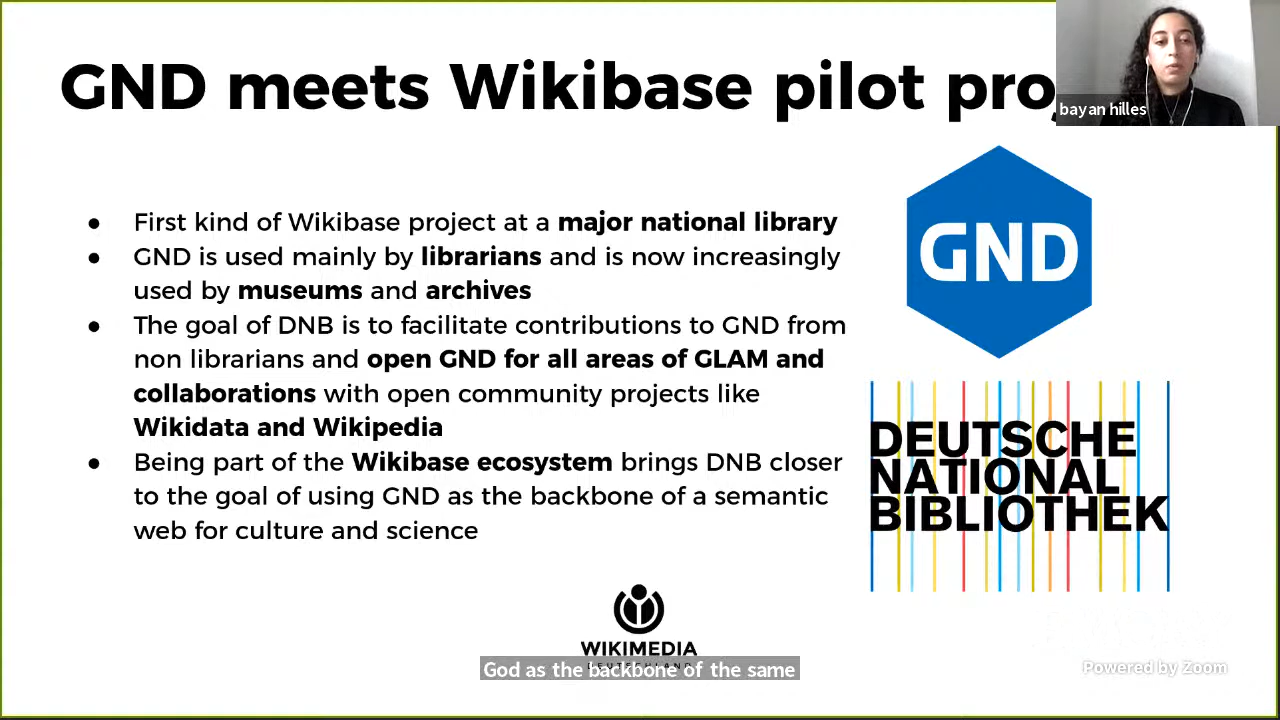 GND meets Wikibase pilot pro
bayan hilles
● First kind of Wikibase project at a major national library
● GND is used mainly by librarians and is now increasingly
used by museums and archives
● The goal of DNB is to facilitate contributions to GND from
non librarians and open GND for all areas of GLAM and
collaborations with open community projects like
Wikidata and Wikipedia
● Being part of the Wikibase ecosystem brings DNB closer
to the goal of using GND as the backbone of a semantic
web for culture and science
GND
DEUTSCHE
NATIONAL
BIBLIOTHEK
WIKIMEDIA
God as the backbone of the same
Powered by Zoom